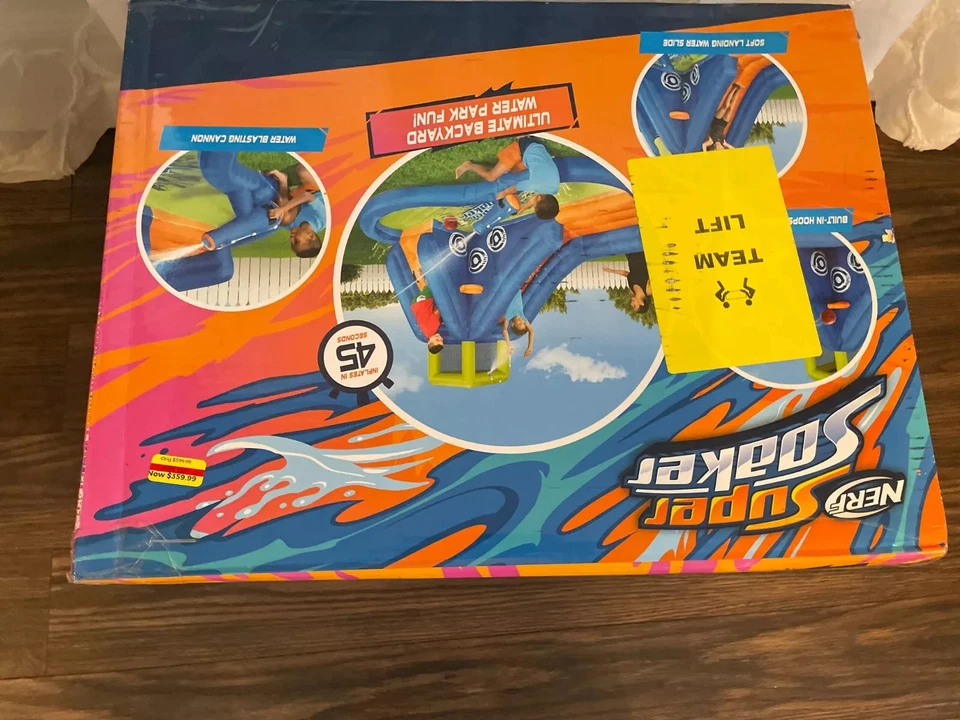 NERF
SUPER
SOAKER
Now $359.99
INFLATES IN
45
SECONDS
BUILT-IN HOOPS
TEAM
LIFT
ULTIMATE BACKYARD
WATER PARK FUN!
WATER BLASTING CANNON
SOFT LANDING WATER SLIDE